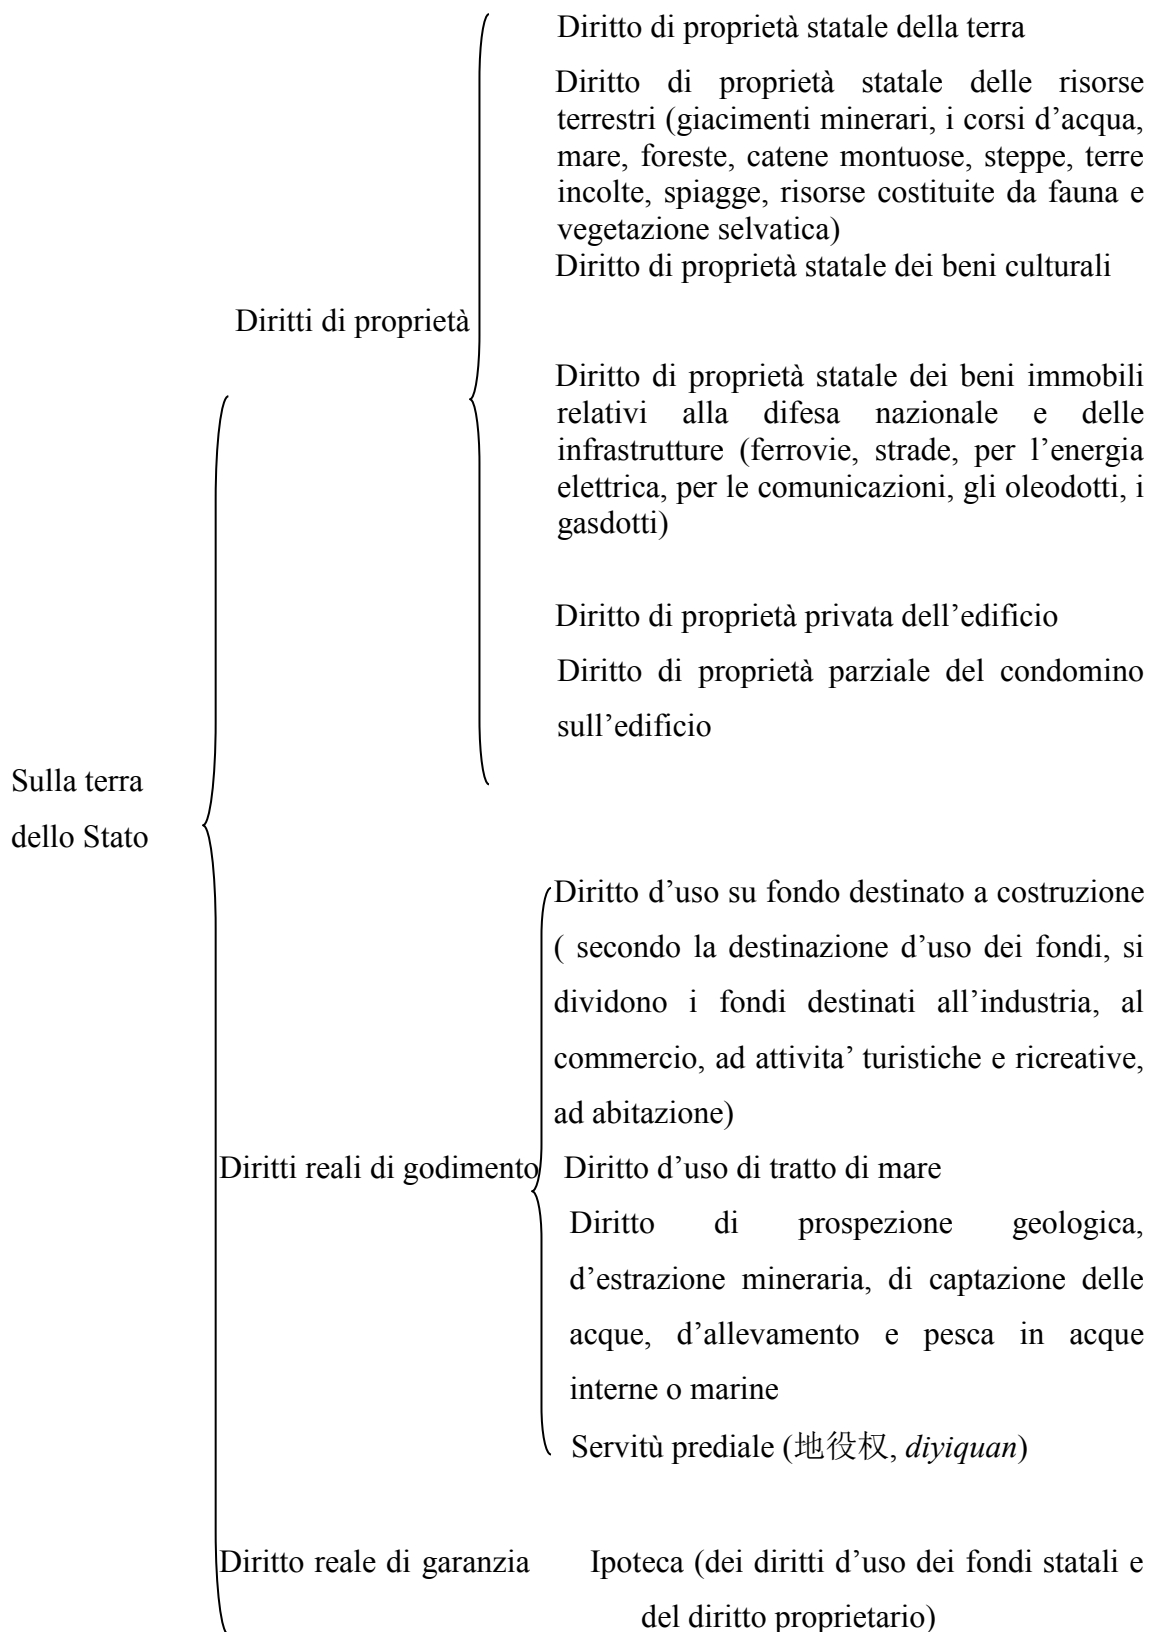 Diritto di proprietà statale della terra
Diritto di proprietà statale delle risorse
terrestri (giacimenti minerari, i corsi d’acqua,
mare, foreste, catene montuose, steppe, terre
incolte, spiagge, risorse costituite da fauna e
vegetazione selvatica)
Diritto di proprietà statale dei beni culturali
Diritti di proprietà
Diritto di proprietà statale dei beni immobili
relativi alla difesa nazionale e delle
infrastrutture (ferrovie, strade, per l’energia
elettrica, per le comunicazioni, gli oleodotti, i
gasdotti)
Diritto di proprietà privata dell’edificio
Diritto di proprietà parziale del condomino
sull’edificio
Sulla terra
dello Stato
Diritto d’uso su fondo destinato a costruzione
( secondo la destinazione d’uso dei fondi, si
dividono i fondi destinati all’industria, al
commercio, ad attivita’ turistiche e ricreative,
ad abitazione)
Diritti reali di godimento
Diritto d’uso di tratto di mare
Diritto di prospezione geologica,
d’estrazione mineraria, di captazione delle
acque, d’allevamento e pesca in acque
interne o marine
Servitù prediale (地役权, diyiquan)
Diritto reale di garanzia
Ipoteca (dei diritti d’uso dei fondi statali e
del diritto proprietario)